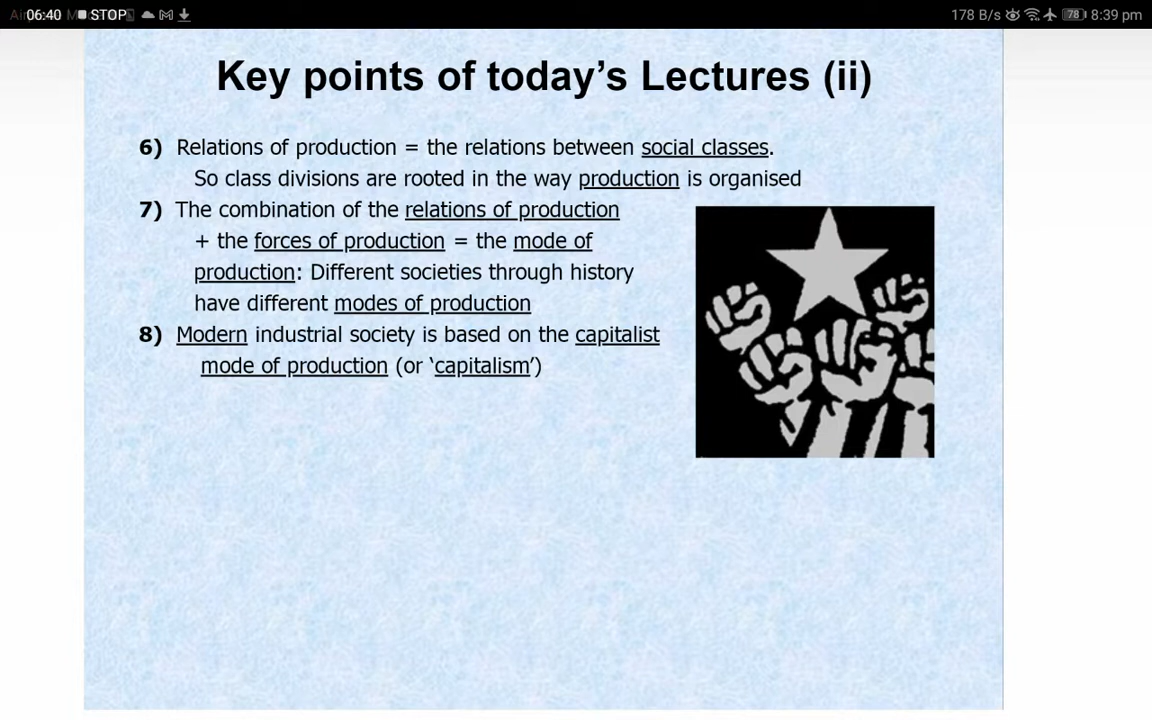 06:40 STOP 178 B/s 78 8:39 pm
Key points of today's Lectures (ii)
6) Relations of production = the relations between social classes.
So class divisions are rooted in the way production is organised
7) The combination of the relations of production
+ the forces of production = the mode of
production: Different societies through history
have different modes of production
8) Modern industrial society is based on the capitalist
mode of production (or ‘capitalism’)